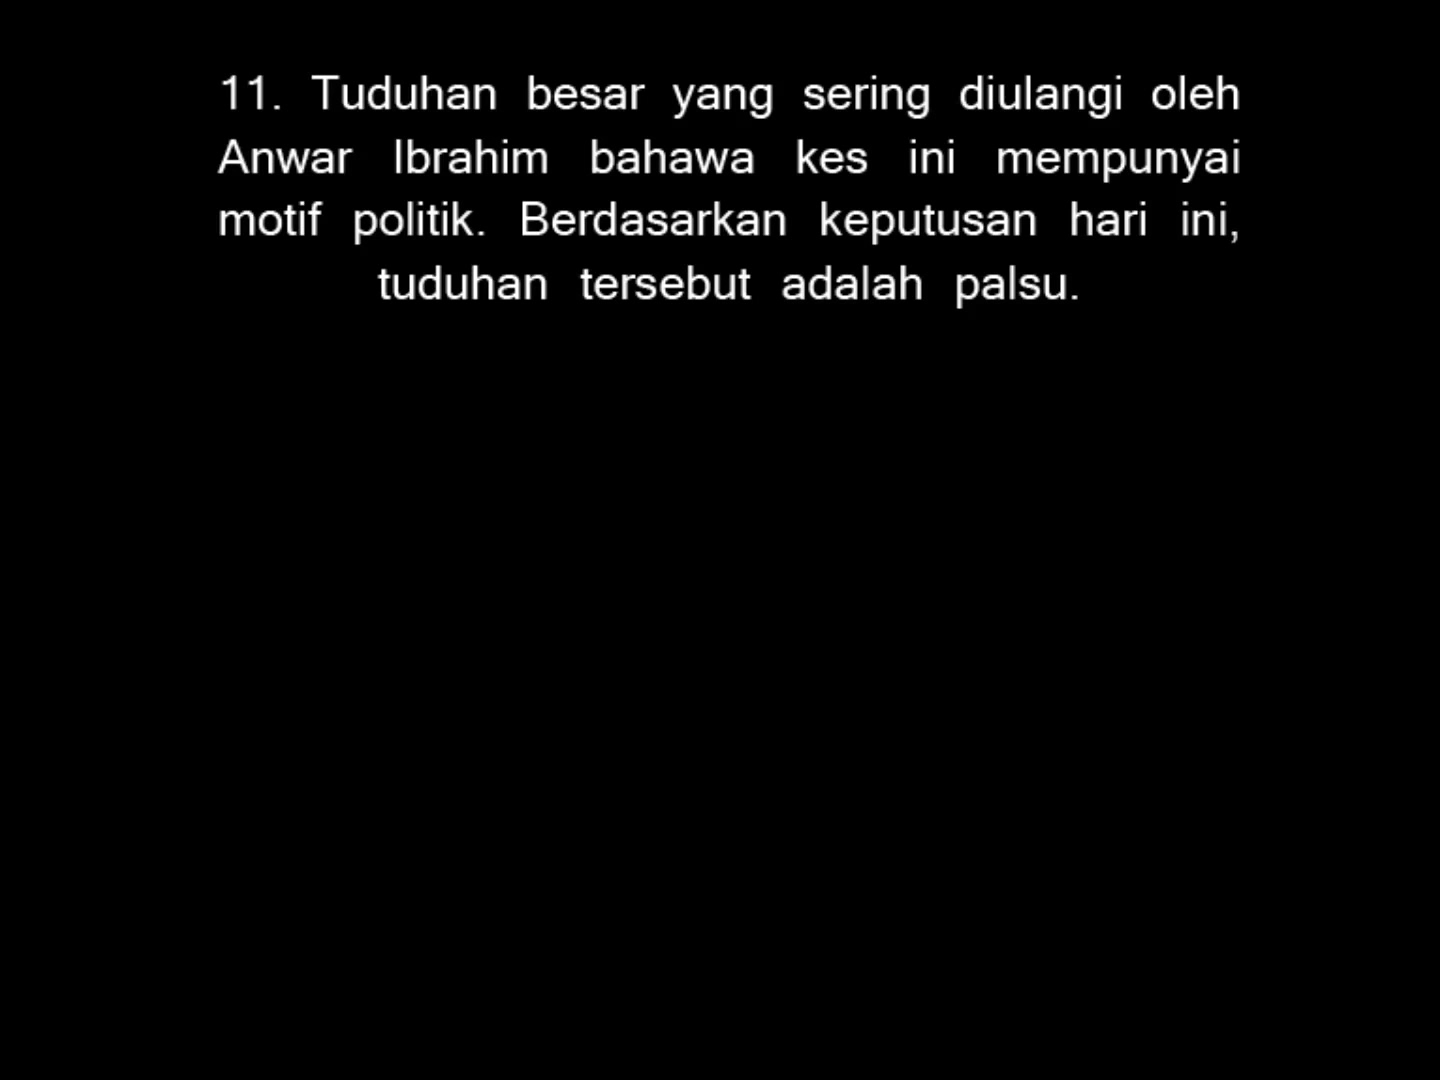 11. Tuduhan besar yang sering diulangi oleh
Anwar Ibrahim bahawa kes ini mempunyai
motif politik. Berdasarkan keputusan hari ini,
tuduhan tersebut adalah palsu.